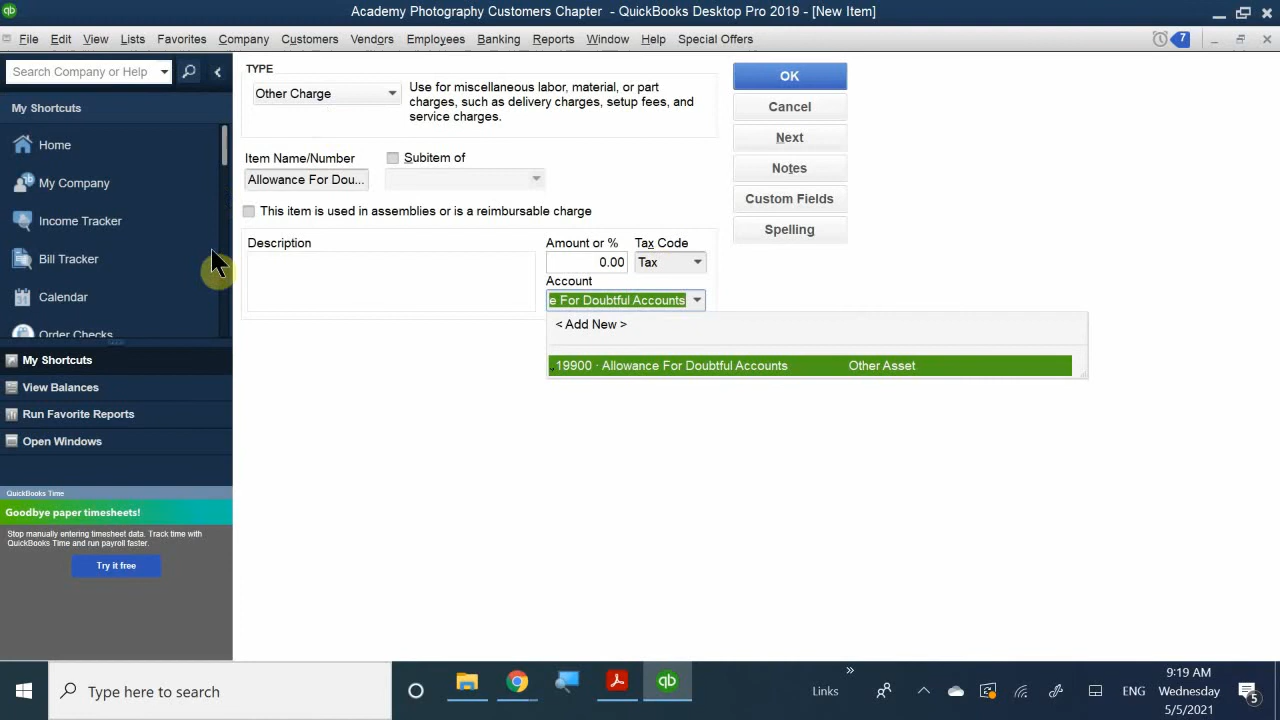 Academy Photography Customers Chapter - QuickBooks Desktop Pro 2019 - [New Item]
File Edit View Lists Favorites Company Customers Vendors Employees Banking Reports Window Help Special Offers 7
Search Company or Help
My Shortcuts
Home
My Company
Income Tracker
Bill Tracker
Calendar
Order Checks
My Shortcuts
View Balances
Run Favorite Reports
Open Windows
QuickBooks Time
Goodbye paper timesheets!
Stop manually entering timesheet data. Track time with
QuickBooks Time and run payroll faster.
Try it free
TYPE
Other Charge
Use for miscellaneous labor, material, or part
charges, such as delivery charges, setup fees, and
service charges.
OK
Cancel
Next
Notes
Custom Fields
Spelling
Item Name/Number
Subitem of
Allowance For Dou...
This item is used in assemblies or is a reimbursable charge
Description
Amount or % Tax Code
0.00 Tax
Account
e For Doubtful Accounts
< Add New >
19900 · Allowance For Doubtful Accounts Other Asset
Type here to search
qb
Links
ENG
9:19 AM
Wednesday
5/5/2021
5